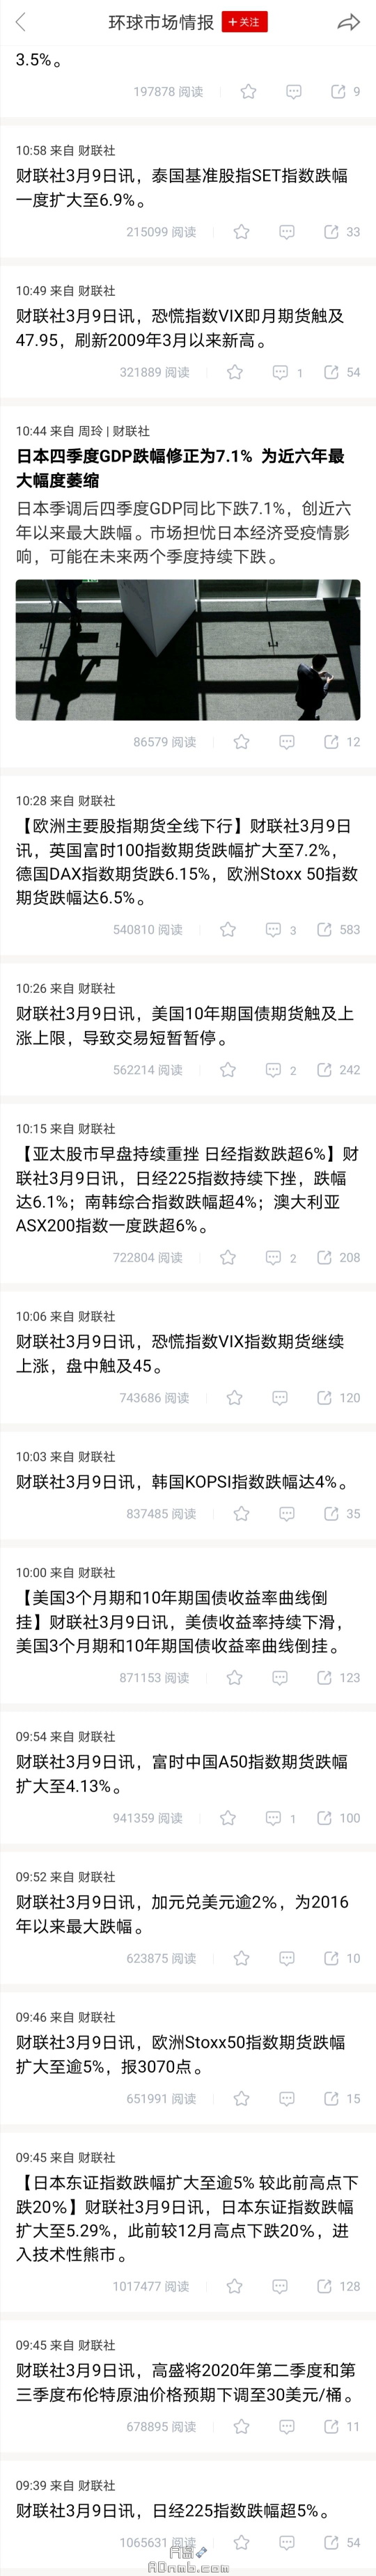 环球市场情报
+关注
3.5%。
197878 阅读
9
10:58 来自 财联社
财联社3月9日讯，泰国基准股指SET指数跌幅
一度扩大至6.9%。
215099 阅读
33
10:49 来自 财联社
财联社3月9日讯，恐慌指数VIX即月期货触及
47.95，刷新2009年3月以来新高。
321889 阅读
1
54
10:44 来自 周玲 | 财联社
日本四季度GDP跌幅修正为7.1% 为近六年最
大幅度萎缩
日本季调后四季度GDP同比下跌7.1%，创近六
年以来最大跌幅。市场担忧日本经济受疫情影
响，可能在未来两个季度持续下跌。
86579 阅读
12
10:28 来自 财联社
【欧洲主要股指期货全线下行】财联社3月9日
讯，英国富时100指数期货跌幅扩大至7.2%，
德国DAX指数期货跌6.15%，欧洲Stoxx 50指数
期货跌幅达6.5%。
540810 阅读
3
583
10:26 来自 财联社
财联社3月9日讯，美国10年期国债期货触及上
涨上限，导致交易短暂暂停。
562214 阅读
2
242
10:15 来自 财联社
【亚太股市早盘持续重挫 日经指数跌超6%】财
联社3月9日讯，日经225指数持续下挫，跌幅
达6.1%；南韩综合指数跌幅超4%；澳大利亚
ASX200指数一度跌超6%。
722804 阅读
2
208
10:06 来自 财联社
财联社3月9日讯，恐慌指数VIX指数期货继续
上涨，盘中触及45。
743686 阅读
120
10:03 来自 财联社
财联社3月9日讯，韩国KOPSI指数跌幅达4%。
837485 阅读
35
10:00 来自 财联社
【美国3个月期和10年期国债收益率曲线倒
挂】财联社3月9日讯，美债收益率持续下滑，
美国3个月期和10年期国债收益率曲线倒挂。
871153 阅读
123
09:54 来自 财联社
财联社3月9日讯，富时中国A50指数期货跌幅
扩大至4.13%。
941359 阅读
1
100
09:52 来自 财联社
财联社3月9日讯，加元兑美元逾2%，为2016
年以来最大跌幅。
623875 阅读
10
09:46 来自 财联社
财联社3月9日讯，欧洲Stoxx50指数期货跌幅
扩大至逾5%，报3070点。
651991 阅读
15
09:45 来自 财联社
【日本东证指数跌幅扩大至逾5% 较此前高点下
跌20%】财联社3月9日讯，日本东证指数跌幅
扩大至5.29%，此前较12月高点下跌20%，进
入技术性熊市。
1017477 阅读
128
09:45 来自 财联社
财联社3月9日讯，高盛将2020年第二季度和第
三季度布伦特原油价格预期下调至30美元/桶。
678895 阅读
11
09:39 来自 财联社
财联社3月9日讯，日经225指数跌幅超5%。
1065631 阅读
54
ADnmb.com